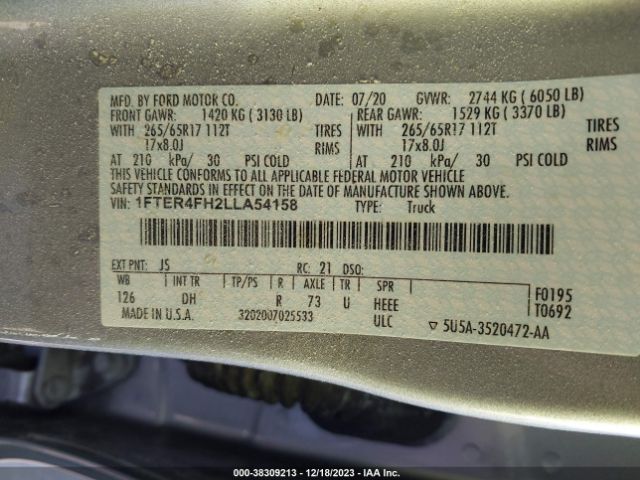 MFD. BY FORD MOTOR CO. DATE: 07/20 GVWR: 2744 KG ( 6050 LB)
FRONT GAWR: 1420 KG ( 3130 LB) REAR GAWR: 1529 KG ( 3370 LB)
WITH 265/65R17 112T TIRES WITH 265/65R17 112T TIRES
17x8.0J RIMS 17x8.0J RIMS
AT 210 kPa/ 30 PSI COLD AT 210 kPa/ 30 PSI COLD
THIS VEHICLE CONFORMS TO ALL APPLICABLE FEDERAL MOTOR VEHICLE
SAFETY STANDARDS IN EFFECT ON THE DATE OF MANUFACTURE SHOWN ABOVE.
VIN: 1FTER4FH2LLA54158 TYPE: Truck
EXT PNT: JS RC: 21 DSO:
WB INT TR TP/PS R AXLE TR SPR F0195
126 DH R 73 U HEEE T0692
MADE IN U.S.A. 3202007025533 ULC ▽ 5U5A-3520472-AA
000-38309213 - 12/18/2023 - IAA Inc.